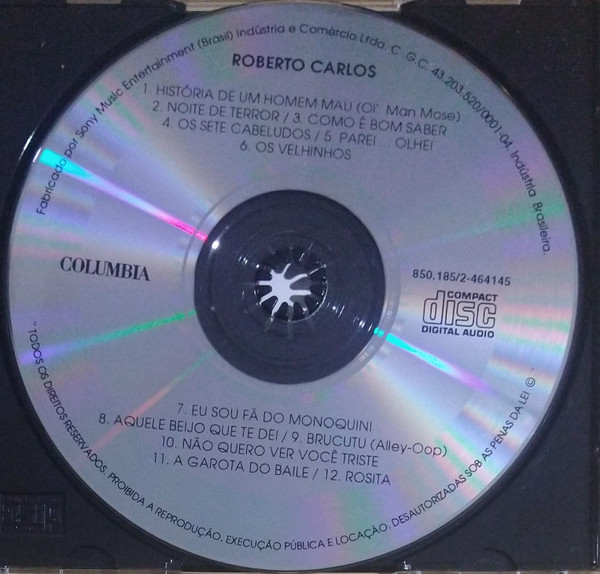 Fabricado por Sony Music Entertainment (Brasil) Indústria e Comércio Ltda. C.G.C. 43.203.520/0001-04, Indústria Brasileira.
ROBERTO CARLOS
1. HISTÓRIA DE UM HOMEM MAU (Ol' Man Mose)
2. NOITE DE TERROR / 3. COMO É BOM SABER
4. OS SETE CABELUDOS / 5. PAREI... OLHEI
6. OS VELHINHOS
COLUMBIA
850.185/2-464145
COMPACT
disc
DIGITAL AUDIO
7. EU SOU FÃ DO MONOQUINI
8. AQUELE BEIJO QUE TE DEI / 9. BRUCUTU (Alley-Oop)
10. NÃO QUERO VER VOCÊ TRISTE
11. A GAROTA DO BAILE / 12. ROSITA
"TODOS OS DIREITOS RESERVADOS. PROIBIDA A REPRODUÇÃO, EXECUÇÃO PÚBLICA E LOCAÇÃO, DESAUTORIZADAS SOB AS PENAS DA LEI ©"